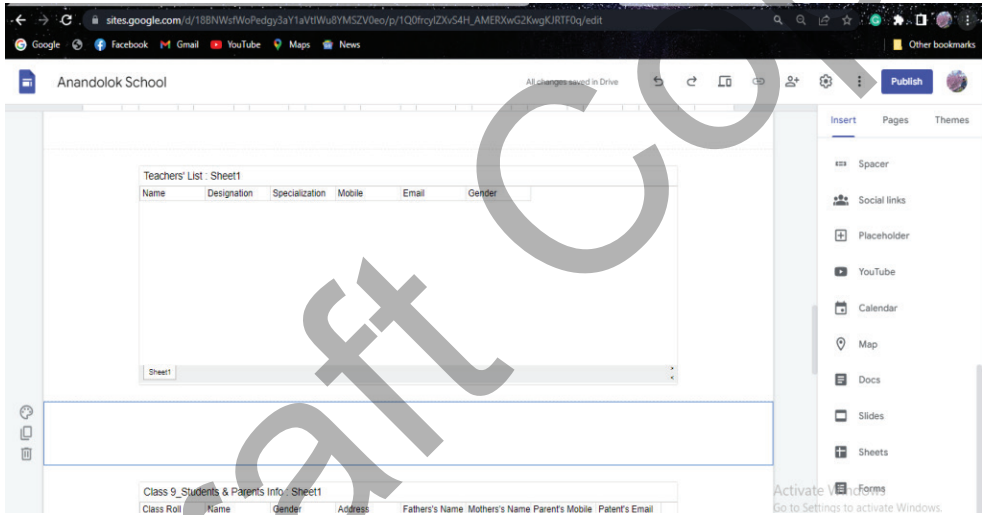 sites.google.com/d/18BNWsfWoPedgy3aY1aVtIWu8YMSZV0eo/p/1Q0frcyIZXvS4H_AMERXwG2KwgKJRTF0q/edit
Google Facebook Gmail YouTube Maps News Other bookmarks
Anandolok School All changes saved in Drive Publish
Insert Pages Themes
Spacer
Social links
Placeholder
YouTube
Calendar
Map
Docs
Slides
Sheets
Forms
Teachers' List : Sheet1
Name Designation Specialization Mobile Email Gender
Sheet1
Class 9_Students & Parents Info : Sheet1
Class Roll Name Gender Address Fathers's Name Mothers's Name Parent's Mobile Patent's Email
Activate Windows
Go to Settings to activate Windows.
Draft Co